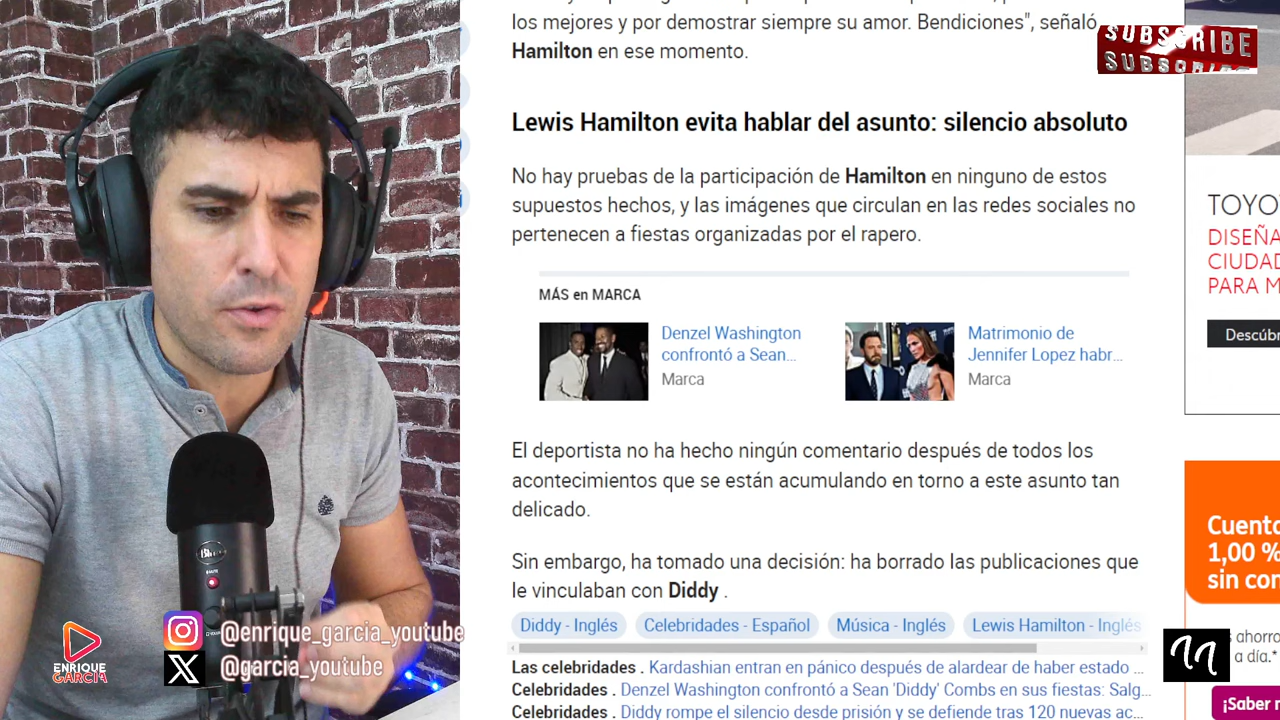 los mejores y por demostrar siempre su amor. Bendiciones", señaló
Hamilton en ese momento.
SUBSCRIBE
SUBSCRIBE
Lewis Hamilton evita hablar del asunto: silencio absoluto
No hay pruebas de la participación de Hamilton en ninguno de estos
supuestos hechos, y las imágenes que circulan en las redes sociales no
pertenecen a fiestas organizadas por el rapero.
MÁS en MARCA
Denzel Washington
confrontó a Sean...
Marca
Matrimonio de
Jennifer Lopez habr...
Marca
El deportista no ha hecho ningún comentario después de todos los
acontecimientos que se están acumulando en torno a este asunto tan
delicado.
Sin embargo, ha tomado una decisión: ha borrado las publicaciones que
le vinculaban con Diddy .
Diddy - Inglés
Celebridades - Español
Música - Inglés
Lewis Hamilton - Inglés
Las celebridades . Kardashian entran en pánico después de alardear de haber estado ...
Celebridades . Denzel Washington confrontó a Sean 'Diddy' Combs en sus fiestas: Salg...
Celebridades . Diddy rompe el silencio desde prisión y se defiende tras 120 nuevas ac...
TOYO
DISEÑA
CIUDAD
PARA M
Descúbr
Cuenta
1,00 %
sin con
ahorra
a día.*
¡Saber m
Blue
ENRIQUE
GARCIA
@enrique_garcia_youtube
@garcia_youtube